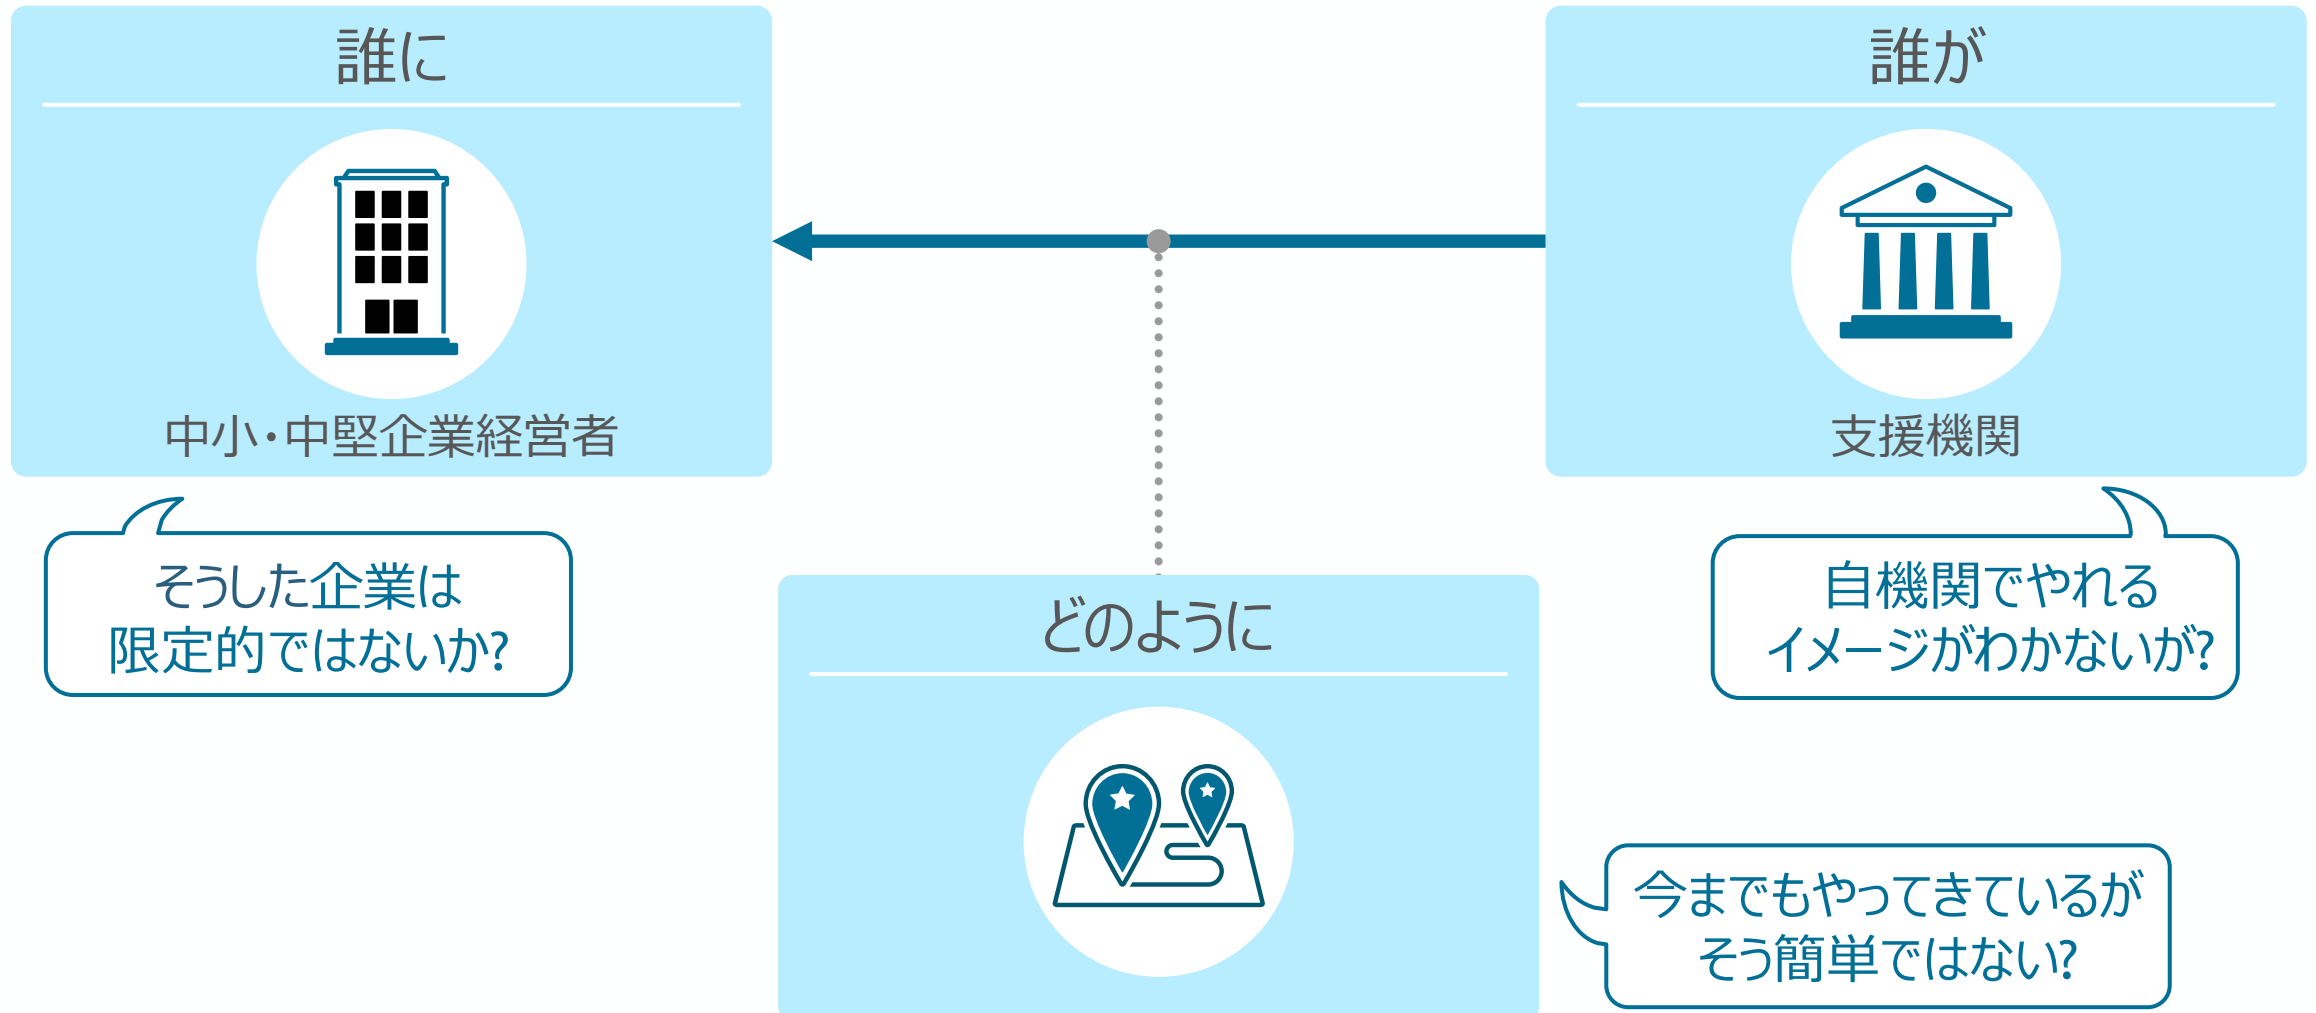 誰に
中小・中堅企業経営者
そうした企業は
限定的ではないか?
誰が
支援機関
自機関でやれる
イメージがわかないが?
どのように
今までもやってきているが
そう簡単ではない?